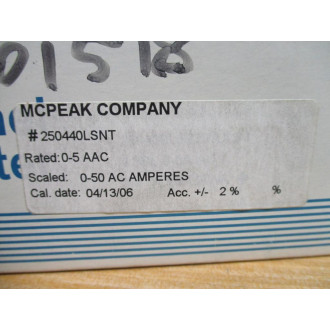 01518
MCPEAK COMPANY
#250440LSNT
Rated:0-5 AAC
Scaled: 0-50 AC AMPERES
Cal. date: 04/13/06 Acc. +/- 2 % %